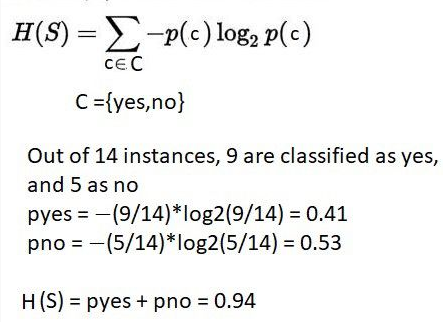 H(S) = ∑ −p(c) log₂ p(c)
c∈C
C ={yes,no}
Out of 14 instances, 9 are classified as yes,
and 5 as no
pyes = −(9/14)*log2(9/14) = 0.41
pno = −(5/14)*log2(5/14) = 0.53
H(S) = pyes + pno = 0.94